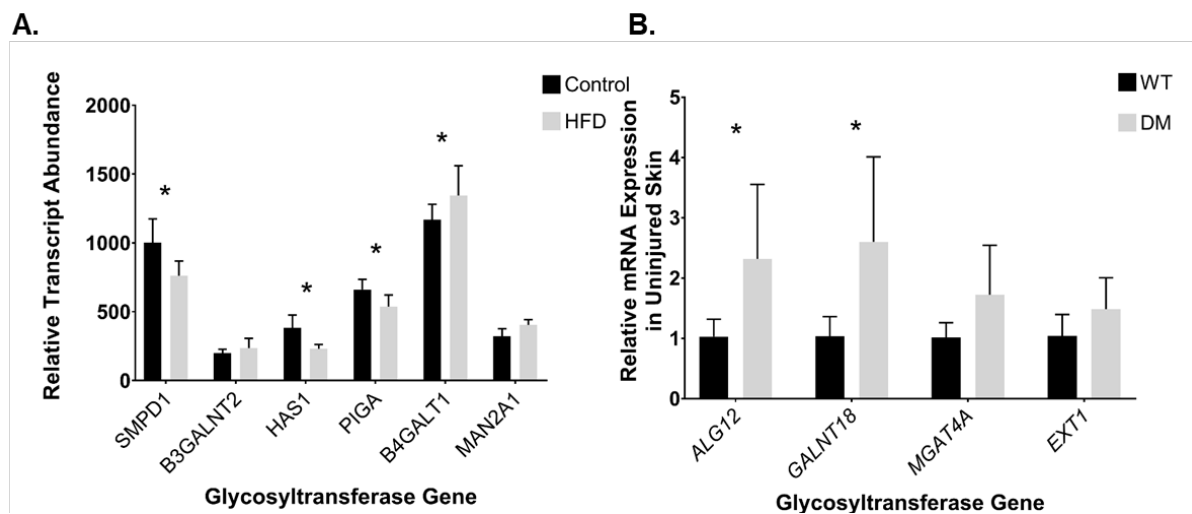 A.
Relative Transcript Abundance
2000
1500
1000
500
0
*
*
*
*
Control
HFD
SMPD1
B3GALNT2
HAS1
PIGA
B4GALT1
MAN2A1
Glycosyltransferase Gene
B.
Relative mRNA Expression
in Uninjured Skin
5
4
3
2
1
0
*
*
WT
DM
ALG12
GALNT18
MGAT4A
EXT1
Glycosyltransferase Gene